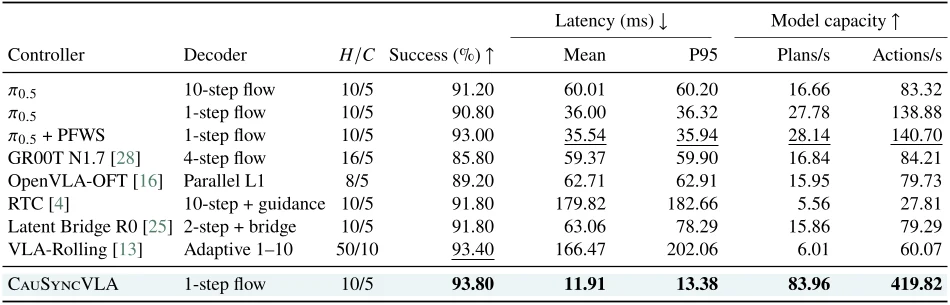 Latency (ms) ↓ Model capacity ↑
Controller Decoder H/C Success (%) ↑ Mean P95 Plans/s Actions/s
π0.5 10-step flow 10/5 91.20 60.01 60.20 16.66 83.32
π0.5 1-step flow 10/5 90.80 36.00 36.32 27.78 138.88
π0.5 + PFWS 1-step flow 10/5 93.00 35.54 35.94 28.14 140.70
GR00T N1.7 [28] 4-step flow 16/5 85.80 59.37 59.90 16.84 84.21
OpenVLA-OFT [16] Parallel L1 8/5 89.20 62.71 62.91 15.95 79.73
RTC [4] 10-step + guidance 10/5 91.80 179.82 182.66 5.56 27.81
Latent Bridge R0 [25] 2-step + bridge 10/5 91.80 63.06 78.29 15.86 79.29
VLA-Rolling [13] Adaptive 1–10 50/10 93.40 166.47 202.06 6.01 60.07
CauSyncVLA 1-step flow 10/5 93.80 11.91 13.38 83.96 419.82